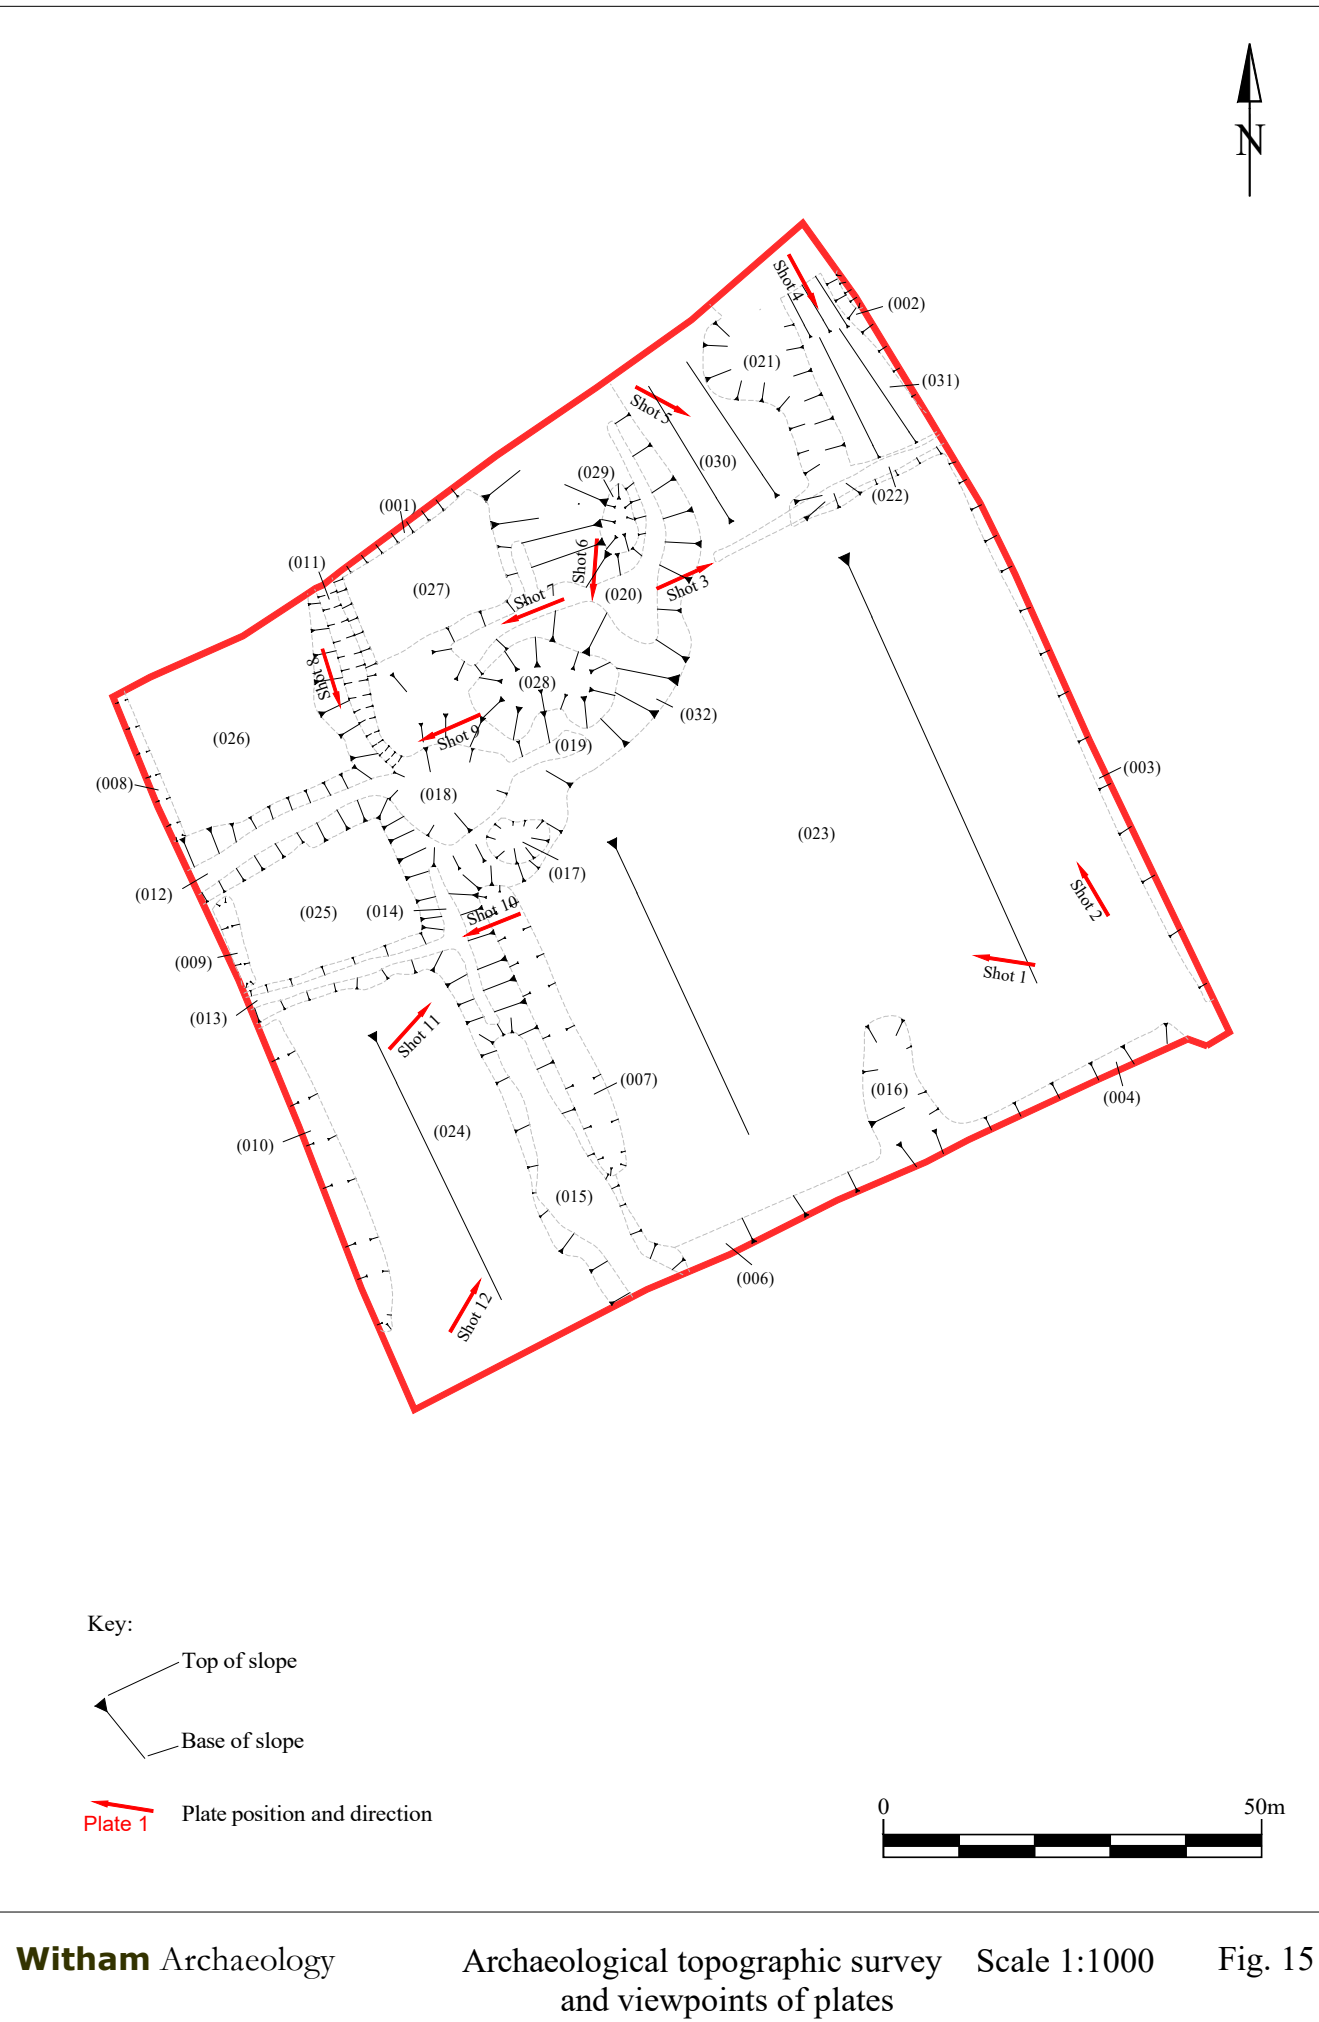 N
Shot 4
(002)
(021)
(031)
Shot 5
(030)
(029)
(022)
(001)
(011)
Shot 6
(027)
Shot 7
(020)
Shot 3
Shot 8
(028)
(032)
(026)
Shot 9
(019)
(003)
(008)
(018)
(023)
(017)
(012)
(025)
(014)
Shot 10
Shot 2
(009)
Shot 1
(013)
Shot 11
(007)
(016)
(004)
(024)
(010)
(015)
(006)
Shot 12
Key:
Top of slope
Base of slope
Plate 1
Plate position and direction
0 50m
Witham Archaeology
Archaeological topographic survey
and viewpoints of plates
Scale 1:1000
Fig. 15